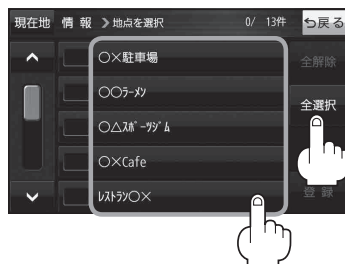 現在地 情 報 ❯地点を選択 0/ 13件 戻る
○×駐車場
全解除
○○ﾗｰﾒﾝ
全選択
○△ｽﾎﾟｰﾂｼﾞﾑ
○×Cafe
ﾚｽﾄﾗﾝ○×
登 録